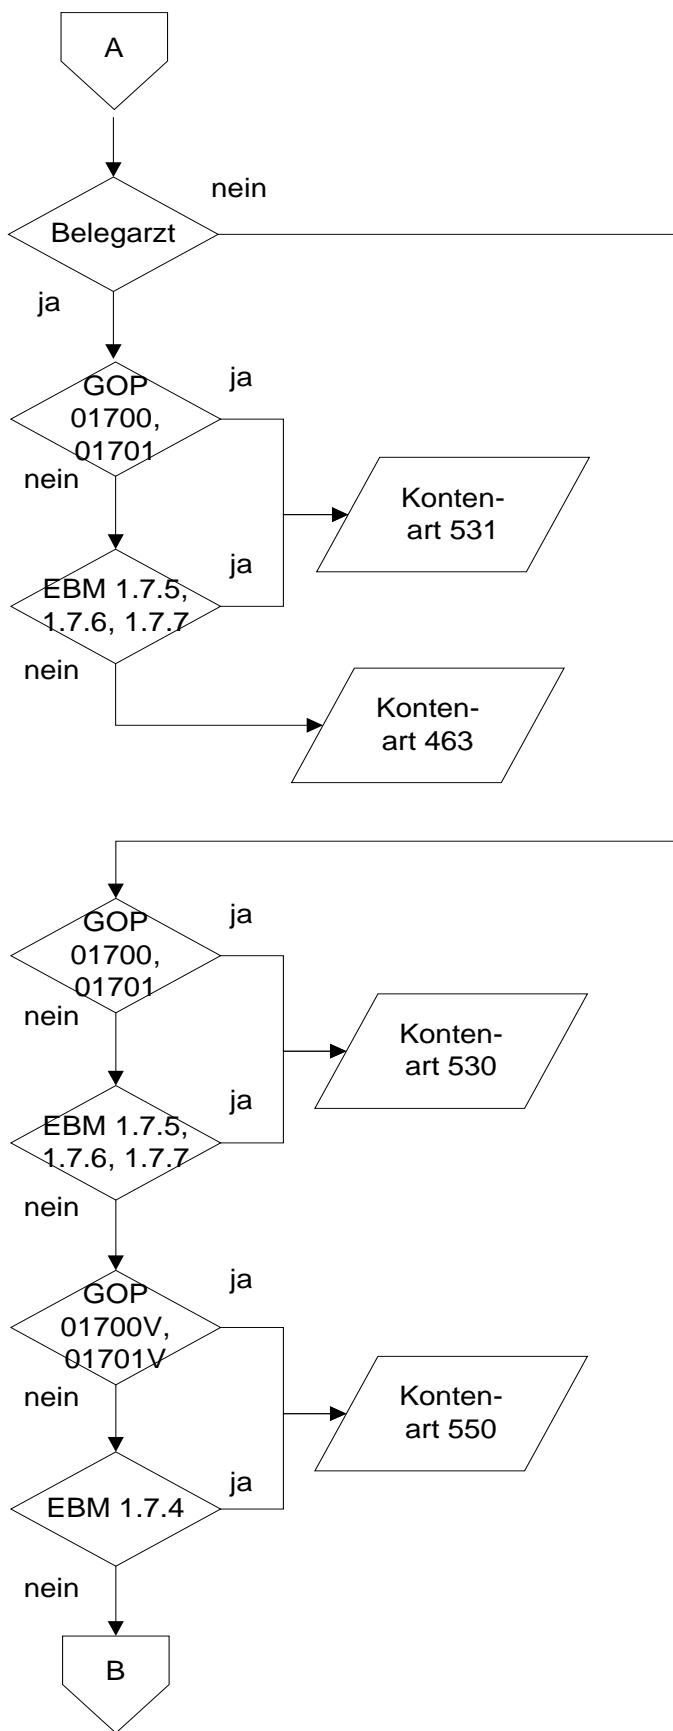 A
nein
Belegarzt
ja
GOP
01700,
01701
ja
nein
Konten-
art 531
EBM 1.7.5,
1.7.6, 1.7.7
ja
nein
Konten-
art 463
GOP
01700,
01701
ja
nein
Konten-
art 530
EBM 1.7.5,
1.7.6, 1.7.7
ja
nein
GOP
01700V,
01701V
ja
nein
Konten-
art 550
EBM 1.7.4
ja
nein
B